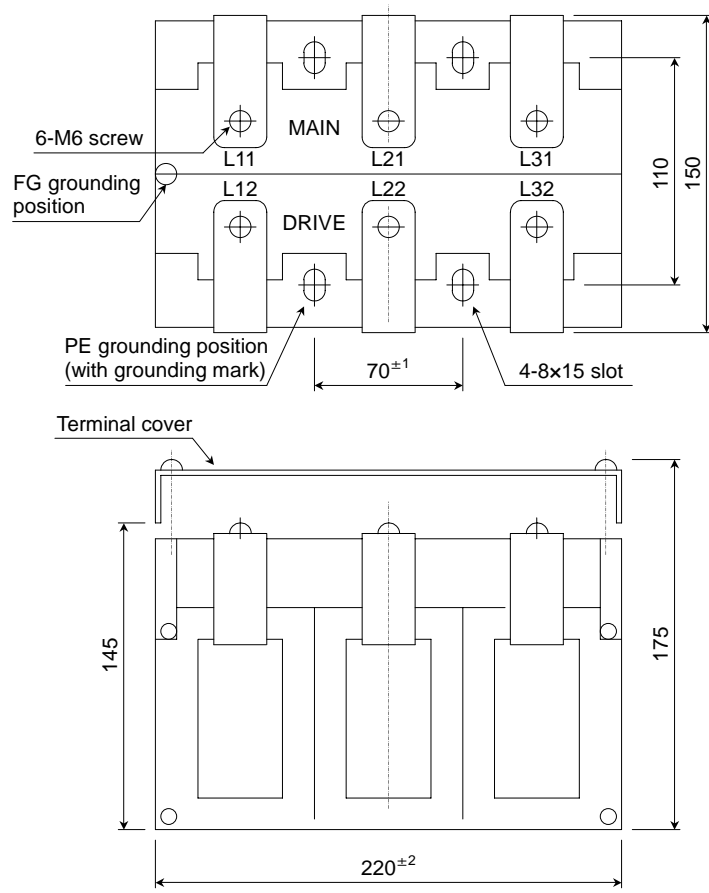 6-M6 screw
MAIN
L11 L21 L31
FG grounding
position
L12 L22 L32
DRIVE
110
150
PE grounding position
(with grounding mark)
70±1
4-8×15 slot
Terminal cover
145
175
220±2